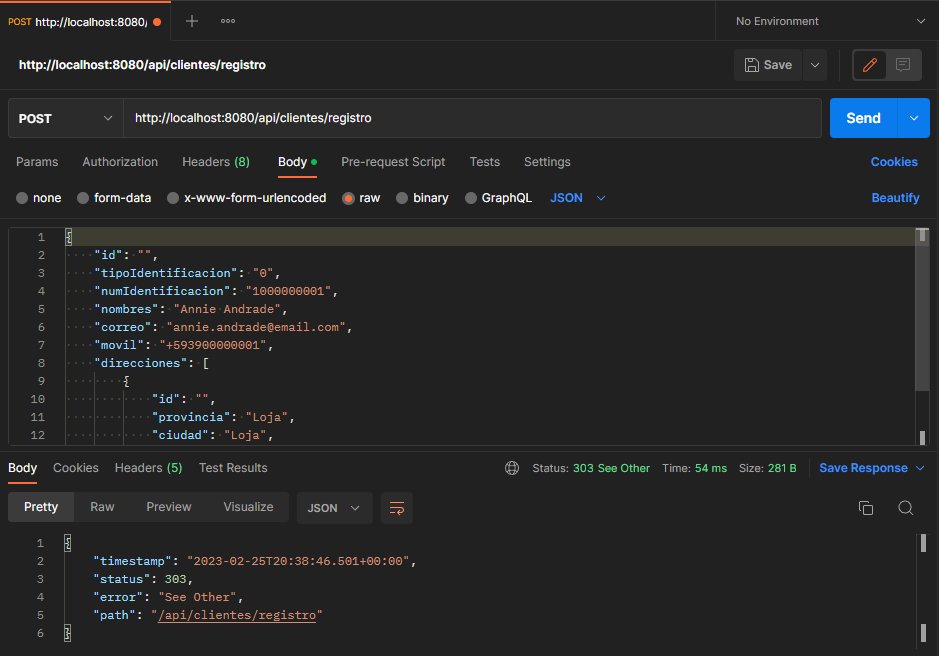 POST http://localhost:8080/
No Environment
http://localhost:8080/api/clientes/registro
Save
POST
http://localhost:8080/api/clientes/registro
Send
Params Authorization Headers (8) Body Pre-request Script Tests Settings Cookies
none form-data x-www-form-urlencoded raw binary GraphQL JSON Beautify
1 {
2 "id": "",
3 "tipoIdentificacion": "0",
4 "numIdentificacion": "1000000001",
5 "nombres": "Annie Andrade",
6 "correo": "annie.andrade@email.com",
7 "movil": "+593900000001",
8 "direcciones": [
9 {
10 "id": "",
11 "provincia": "Loja",
12 "ciudad": "Loja",
Body Cookies Headers (5) Test Results Status: 303 See Other Time: 54 ms Size: 281 B Save Response
Pretty Raw Preview Visualize JSON
1 {
2 "timestamp": "2023-02-25T20:38:46.501+00:00",
3 "status": 303,
4 "error": "See Other",
5 "path": "/api/clientes/registro"
6 }